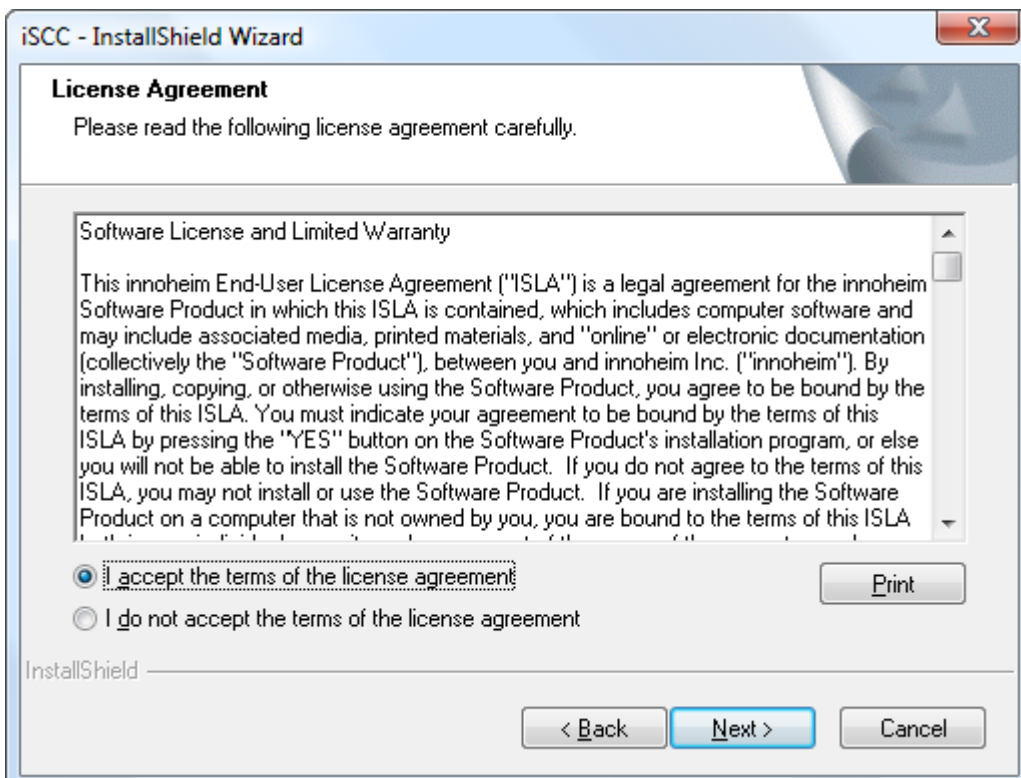 iSCC - InstallShield Wizard
License Agreement
Please read the following license agreement carefully.
Software License and Limited Warranty
This innoheim End-User License Agreement ("ISLA") is a legal agreement for the innoheim
Software Product in which this ISLA is contained, which includes computer software and
may include associated media, printed materials, and "online" or electronic documentation
(collectively the "Software Product"), between you and innoheim Inc. ("innoheim"). By
installing, copying, or otherwise using the Software Product, you agree to be bound by the
terms of this ISLA. You must indicate your agreement to be bound by the terms of this
ISLA by pressing the "YES" button on the Software Product's installation program, or else
you will not be able to install the Software Product.  If you do not agree to the terms of this
ISLA, you may not install or use the Software Product.  If you are installing the Software
Product on a computer that is not owned by you, you are bound to the terms of this ISLA
I accept the terms of the license agreement
Print
I do not accept the terms of the license agreement
InstallShield
< Back
Next >
Cancel